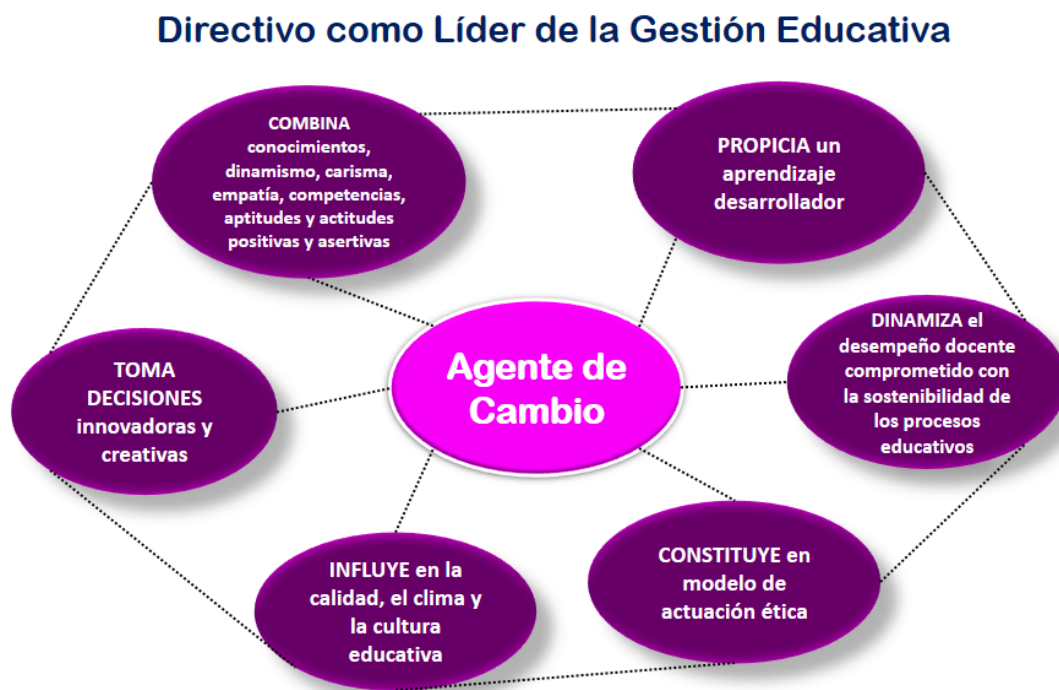 Directivo como Líder de la Gestión Educativa
COMBINA
conocimientos,
dinamismo, carisma,
empatía, competencias,
aptitudes y actitudes
positivas y asertivas
PROPICIA un
aprendizaje
desarrollador
TOMA
DECISIONES
innovadoras y
creativas
Agente de
Cambio
DINAMIZA el
desempeño docente
comprometido con
la sostenibilidad de
los procesos
educativos
INFLUYE en la
calidad, el clima y
la cultura
educativa
CONSTITUYE en
modelo de
actuación ética